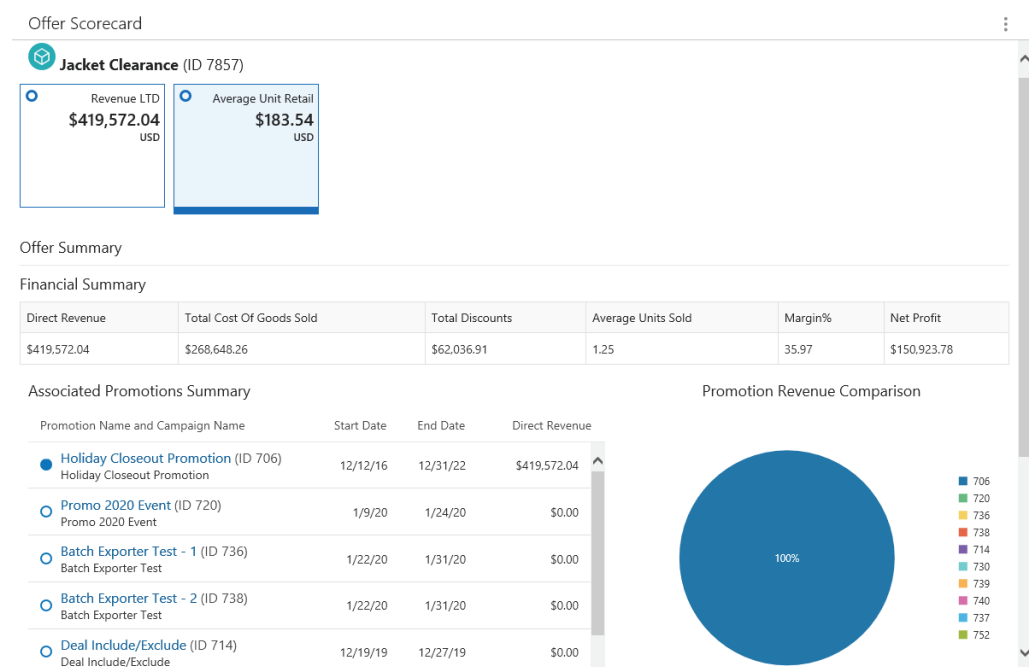 Offer Scorecard
Jacket Clearance (ID 7857)
Revenue LTD
$419,572.04
USD
Average Unit Retail
$183.54
USD
Offer Summary
Financial Summary
Direct Revenue Total Cost Of Goods Sold Total Discounts Average Units Sold Margin% Net Profit
$419,572.04 $268,648.26 $62,036.91 1.25 35.97 $150,923.78
Associated Promotions Summary
Promotion Name and Campaign Name Start Date End Date Direct Revenue
Holiday Closeout Promotion (ID 706) 12/12/16 12/31/22 $419,572.04
Holiday Closeout Promotion
Promo 2020 Event (ID 720) 1/9/20 1/24/20 $0.00
Promo 2020 Event
Batch Exporter Test - 1 (ID 736) 1/22/20 1/31/20 $0.00
Batch Exporter Test
Batch Exporter Test - 2 (ID 738) 1/22/20 1/31/20 $0.00
Batch Exporter Test
Deal Include/Exclude (ID 714) 12/19/19 12/27/19 $0.00
Deal Include/Exclude
Promotion Revenue Comparison
100%
706
720
736
738
714
730
739
740
737
752